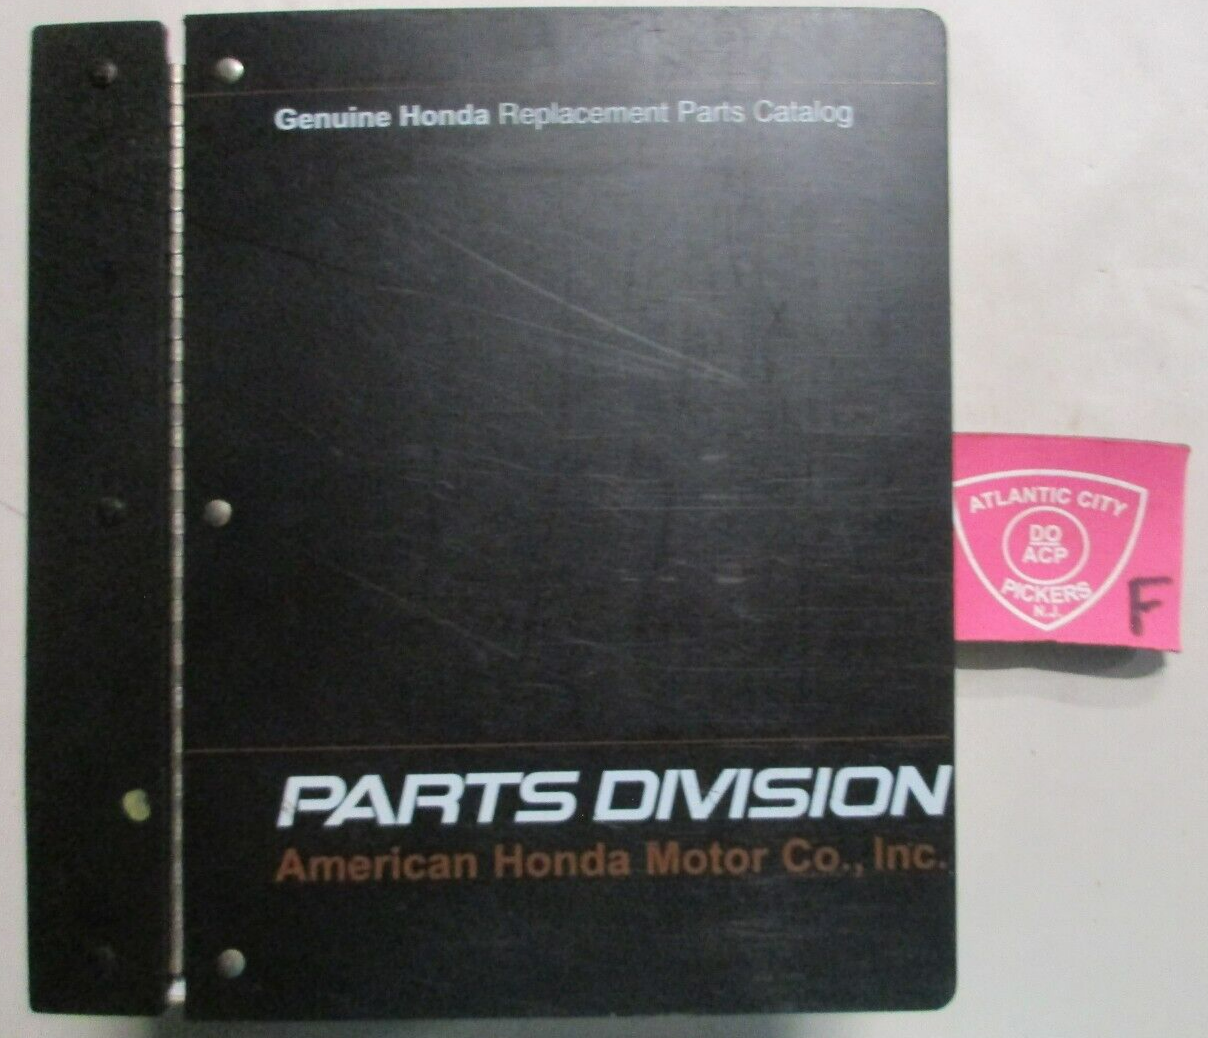 Genuine Honda Replacement Parts Catalog
ATLANTIC CITY
DO
ACP
PICKERS
N.J.
F
PARTS DIVISION
American Honda Motor Co., Inc.